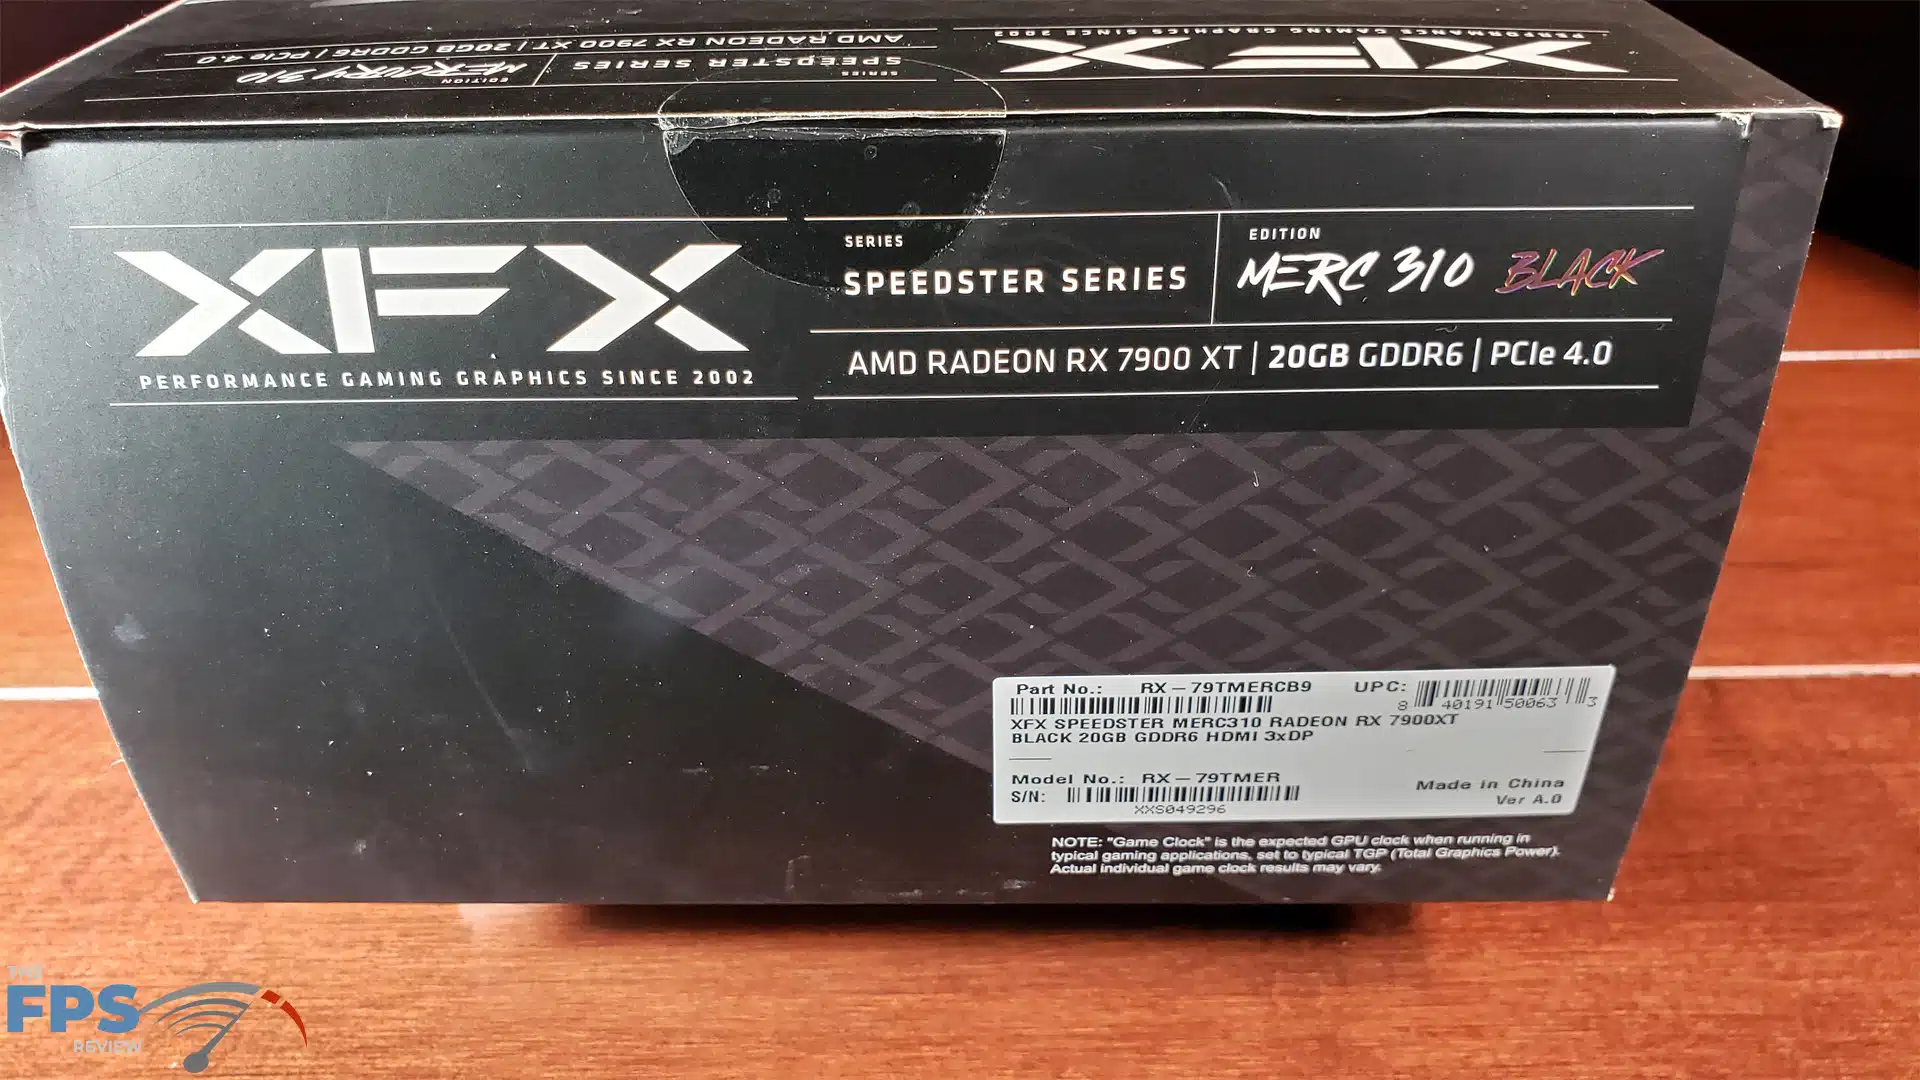 PERFORMANCE GAMING GRAPHICS SINCE 2002
XFX
SERIES
SPEEDSTER SERIES
EDITION
MERCURY 310
AMD RADEON RX 7900 XT | 20GB GDDR6 | PCIe 4.0
XFX
PERFORMANCE GAMING GRAPHICS SINCE 2002
SERIES
SPEEDSTER SERIES
EDITION
MERC 310 BLACK
AMD RADEON RX 7900 XT | 20GB GDDR6 | PCIe 4.0
Part No.: RX-79TMERCB9 UPC:
8 40191 50063 3
XFX SPEEDSTER MERC310 RADEON RX 7900XT
BLACK 20GB GDDR6 HDMI 3xDP
Model No.: RX-79TMER
S/N:
XXS049296
Made in China
Ver A.0
NOTE: "Game Clock" is the expected GPU clock when running in
typical gaming applications, set to typical TGP (Total Graphics Power).
Actual individual game clock results may vary.
THE
FPS
REVIEW